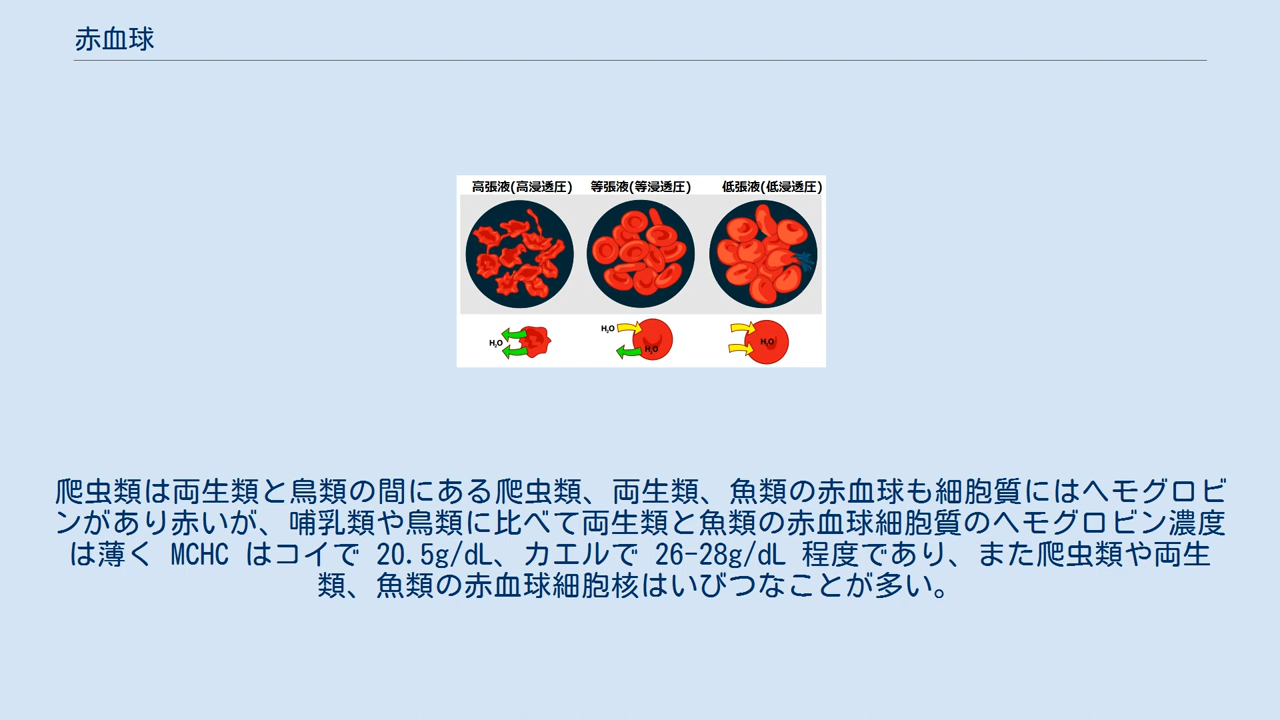 赤血球
高張液(高浸透圧) 等張液(等浸透圧) 低張液(低浸透圧)
H₂O
H₂O
H₂O
H₂O
爬虫類は両生類と鳥類の間にある爬虫類、両生類、魚類の赤血球も細胞質にはヘモグロビ
ンがあり赤いが、哺乳類や鳥類に比べて両生類と魚類の赤血球細胞質のヘモグロビン濃度
は薄く MCHC はコイで 20.5g/dL、カエルで 26-28g/dL 程度であり、また爬虫類や両生
類、魚類の赤血球細胞核はいびつなことが多い。